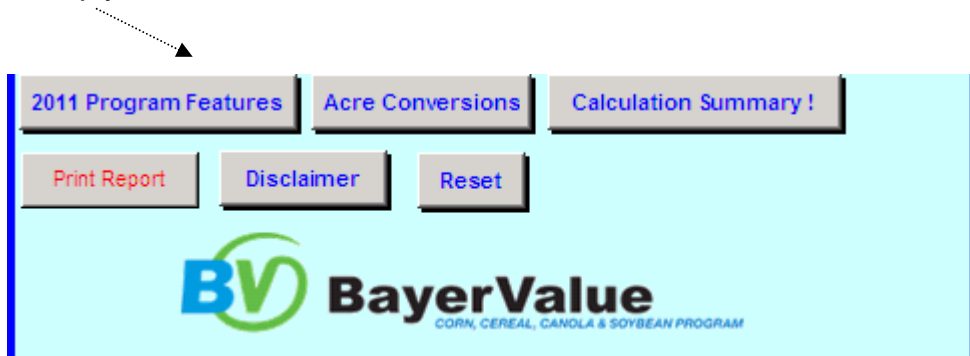 2011 Program Features Acre Conversions Calculation Summary !
Print Report Disclaimer Reset
BV BayerValue
CORN, CEREAL, CANOLA & SOYBEAN PROGRAM